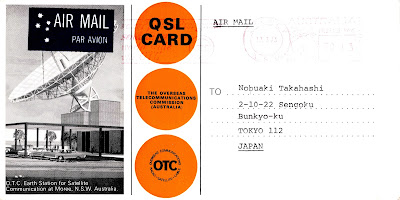 AIR MAIL
PAR AVION
QSL
CARD
AIR MAIL
THE OVERSEAS
TELECOMMUNICATIONS
COMMISSION
(AUSTRALIA)
TO
Nobuaki Takahashi
2-10-22 Sengoku
Bunkyo-ku
TOKYO 112
JAPAN
OTC
O.T.C. Earth Station for Satellite
Communication at Moree, N.S.W. Australia.